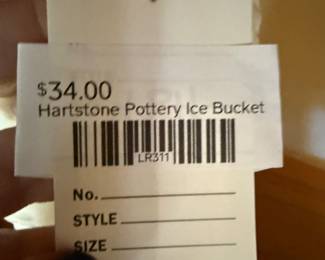 $34.00
Hartstone Pottery Ice Bucket
LR311
No.
STYLE
SIZE